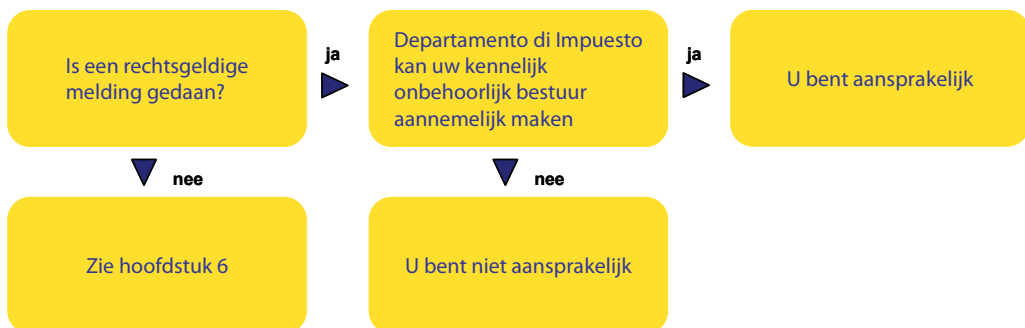 Is een rechtsgeldige
melding gedaan?
ja
Departamento di Impuesto
kan uw kennelijk
onbehoorlijk bestuur
aannemelijk maken
ja
U bent aansprakelijk
nee
nee
Zie hoofdstuk 6
U bent niet aansprakelijk